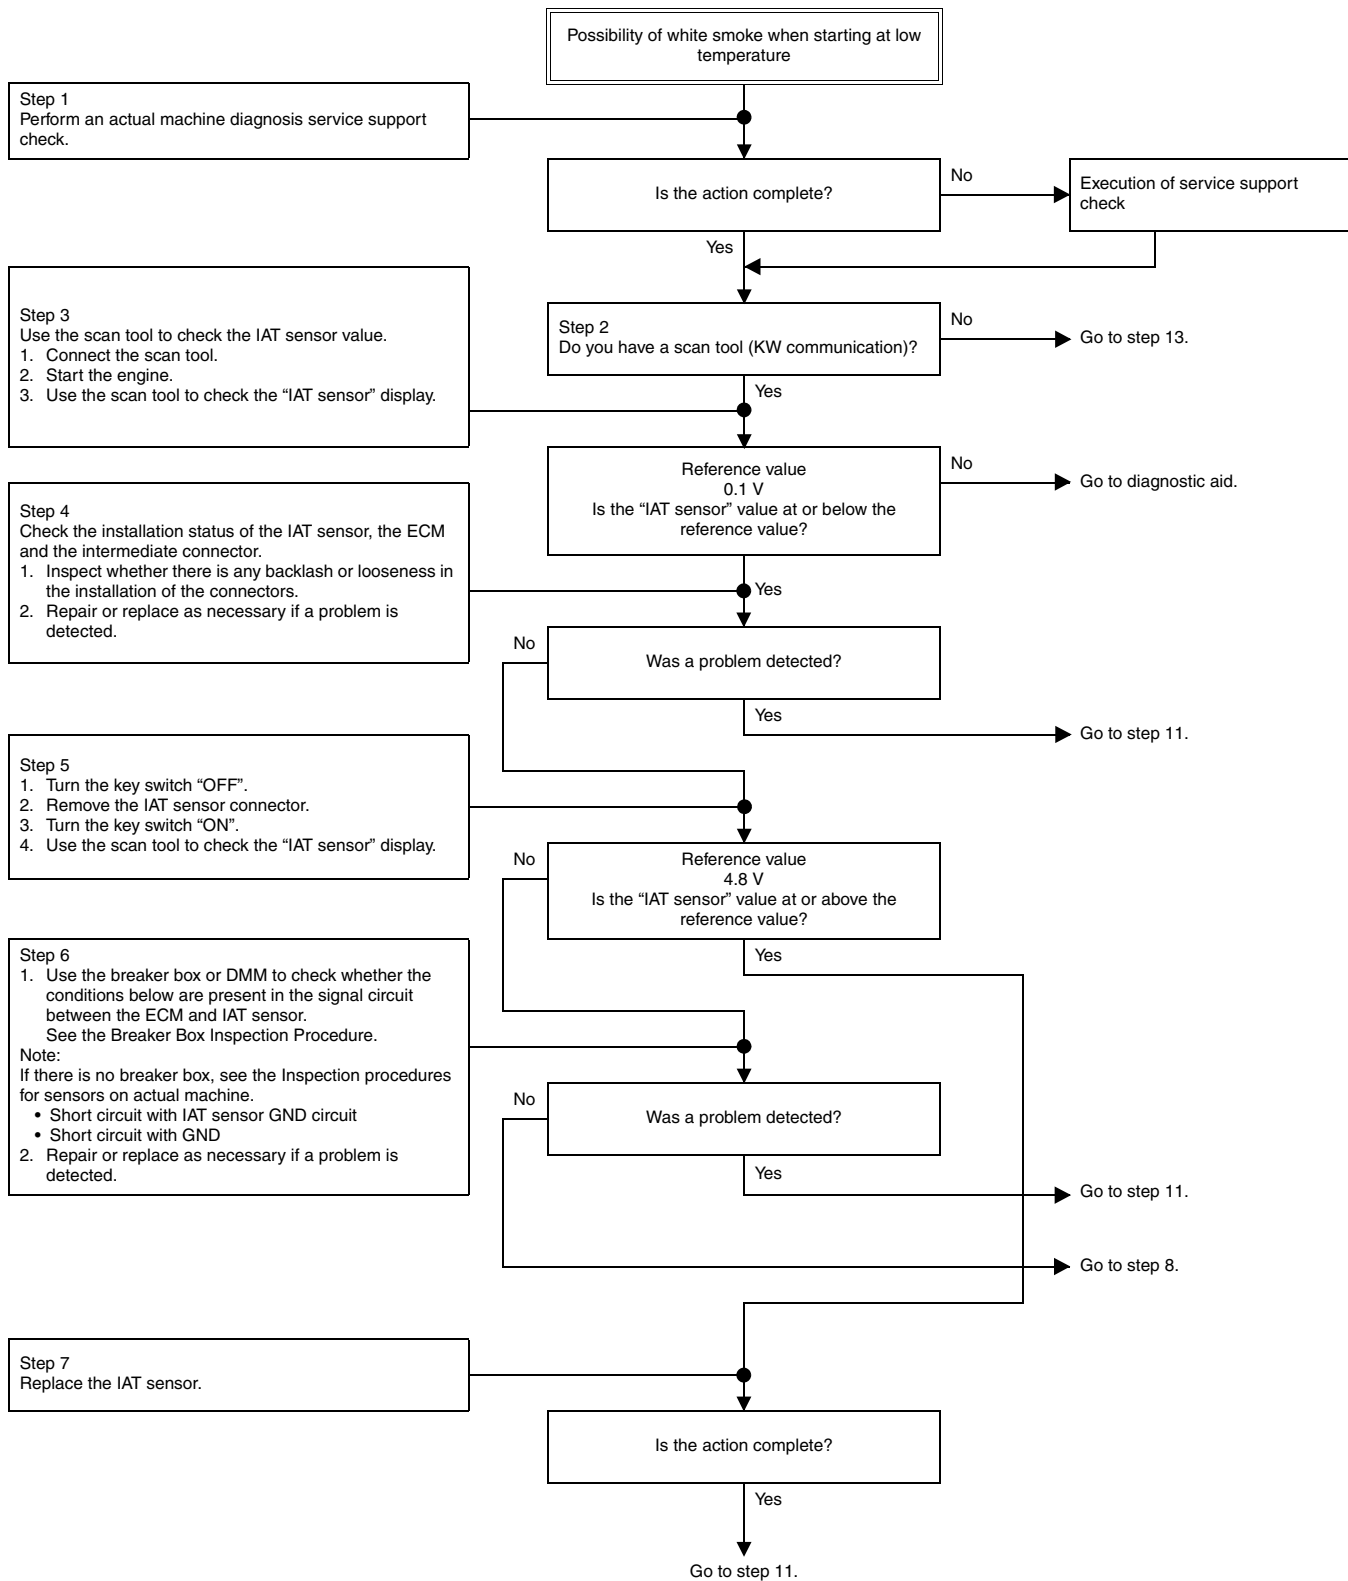 Possibility of white smoke when starting at low
temperature
Step 1
Perform an actual machine diagnosis service support
check.
Is the action complete?
No
Execution of service support
check
Yes
Step 3
Use the scan tool to check the IAT sensor value.
1. Connect the scan tool.
2. Start the engine.
3. Use the scan tool to check the “IAT sensor” display.
Step 2
Do you have a scan tool (KW communication)?
No
Go to step 13.
Yes
Reference value
0.1 V
Is the “IAT sensor” value at or below the
reference value?
No
Go to diagnostic aid.
Step 4
Check the installation status of the IAT sensor, the ECM
and the intermediate connector.
1. Inspect whether there is any backlash or looseness in
the installation of the connectors.
2. Repair or replace as necessary if a problem is
detected.
Yes
No
Was a problem detected?
Yes
Go to step 11.
Step 5
1. Turn the key switch “OFF”.
2. Remove the IAT sensor connector.
3. Turn the key switch “ON”.
4. Use the scan tool to check the “IAT sensor” display.
No
Reference value
4.8 V
Is the “IAT sensor” value at or above the
reference value?
Yes
Step 6
1. Use the breaker box or DMM to check whether the
conditions below are present in the signal circuit
between the ECM and IAT sensor.
See the Breaker Box Inspection Procedure.
Note:
If there is no breaker box, see the Inspection procedures
for sensors on actual machine.
• Short circuit with IAT sensor GND circuit
• Short circuit with GND
2. Repair or replace as necessary if a problem is
detected.
No
Was a problem detected?
Yes
Go to step 11.
Go to step 8.
Step 7
Replace the IAT sensor.
Is the action complete?
Yes
Go to step 11.